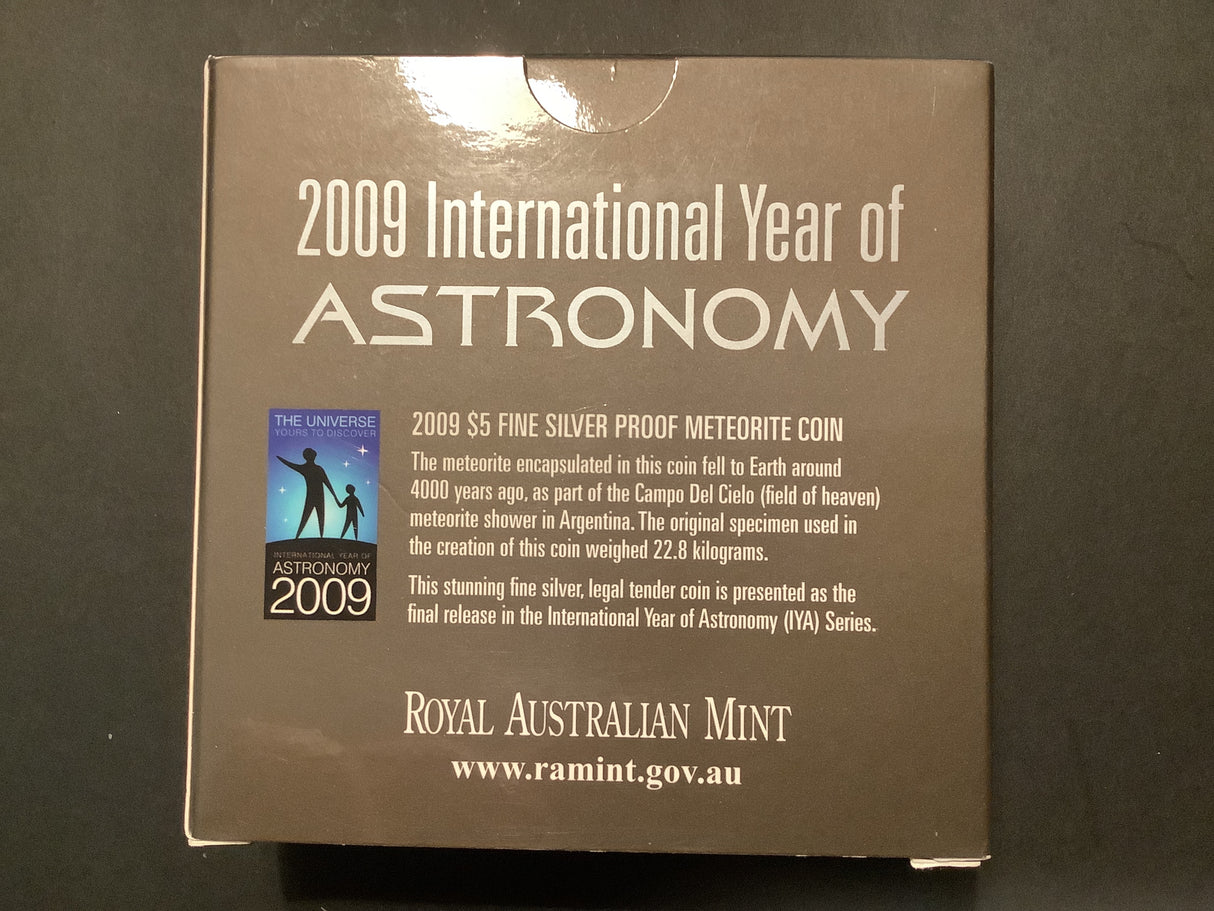 2009 International Year of
ASTRONOMY
THE UNIVERSE
YOURS TO DISCOVER
INTERNATIONAL YEAR OF
ASTRONOMY
2009
2009 $5 FINE SILVER PROOF METEORITE COIN
The meteorite encapsulated in this coin fell to Earth around
4000 years ago, as part of the Campo Del Cielo (field of heaven)
meteorite shower in Argentina. The original specimen used in
the creation of this coin weighed 22.8 kilograms.
This stunning fine silver, legal tender coin is presented as the
final release in the International Year of Astronomy (IYA) Series.
ROYAL AUSTRALIAN MINT
www.ramint.gov.au